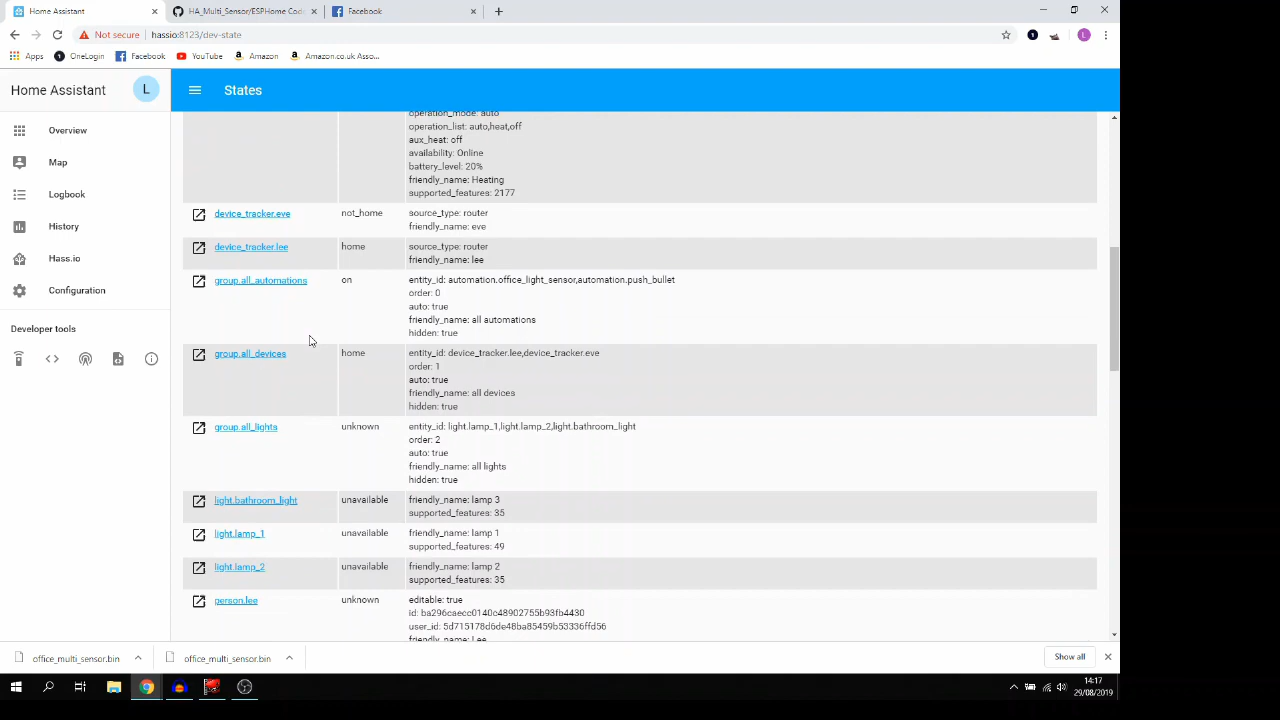 Home Assistant
HA_Multi_Sensor/ESPHome Cod
Facebook
Not secure
hassio:8123/dev-state
Apps
OneLogin
Facebook
YouTube
Amazon
Amazon.co.uk Asso...
Home Assistant
L
States
Overview
Map
Logbook
History
Hass.io
Configuration
Developer tools
operation_mode: auto
operation_list: auto,heat,off
aux_heat: off
availability: Online
battery_level: 20%
friendly_name: Heating
supported_features: 2177
device_tracker.eve
not_home
source_type: router
friendly_name: eve
device_tracker.lee
home
source_type: router
friendly_name: lee
group.all_automations
on
entity_id: automation.office_light_sensor,automation.push_bullet
order: 0
auto: true
friendly_name: all automations
hidden: true
group.all_devices
home
entity_id: device_tracker.lee,device_tracker.eve
order: 1
auto: true
friendly_name: all devices
hidden: true
group.all_lights
unknown
entity_id: light.lamp_1,light.lamp_2,light.bathroom_light
order: 2
auto: true
friendly_name: all lights
hidden: true
light.bathroom_light
unavailable
friendly_name: lamp 3
supported_features: 35
light.lamp_1
unavailable
friendly_name: lamp 1
supported_features: 49
light.lamp_2
unavailable
friendly_name: lamp 2
supported_features: 35
person.lee
unknown
editable: true
id: ba296caecc0140c48902755b93fb4430
user_id: 5d715178d6de48ba85459b53336ffd56
friendly_name: Lee
office_multi_sensor.bin
office_multi_sensor.bin
Show all
14:17
29/08/2019